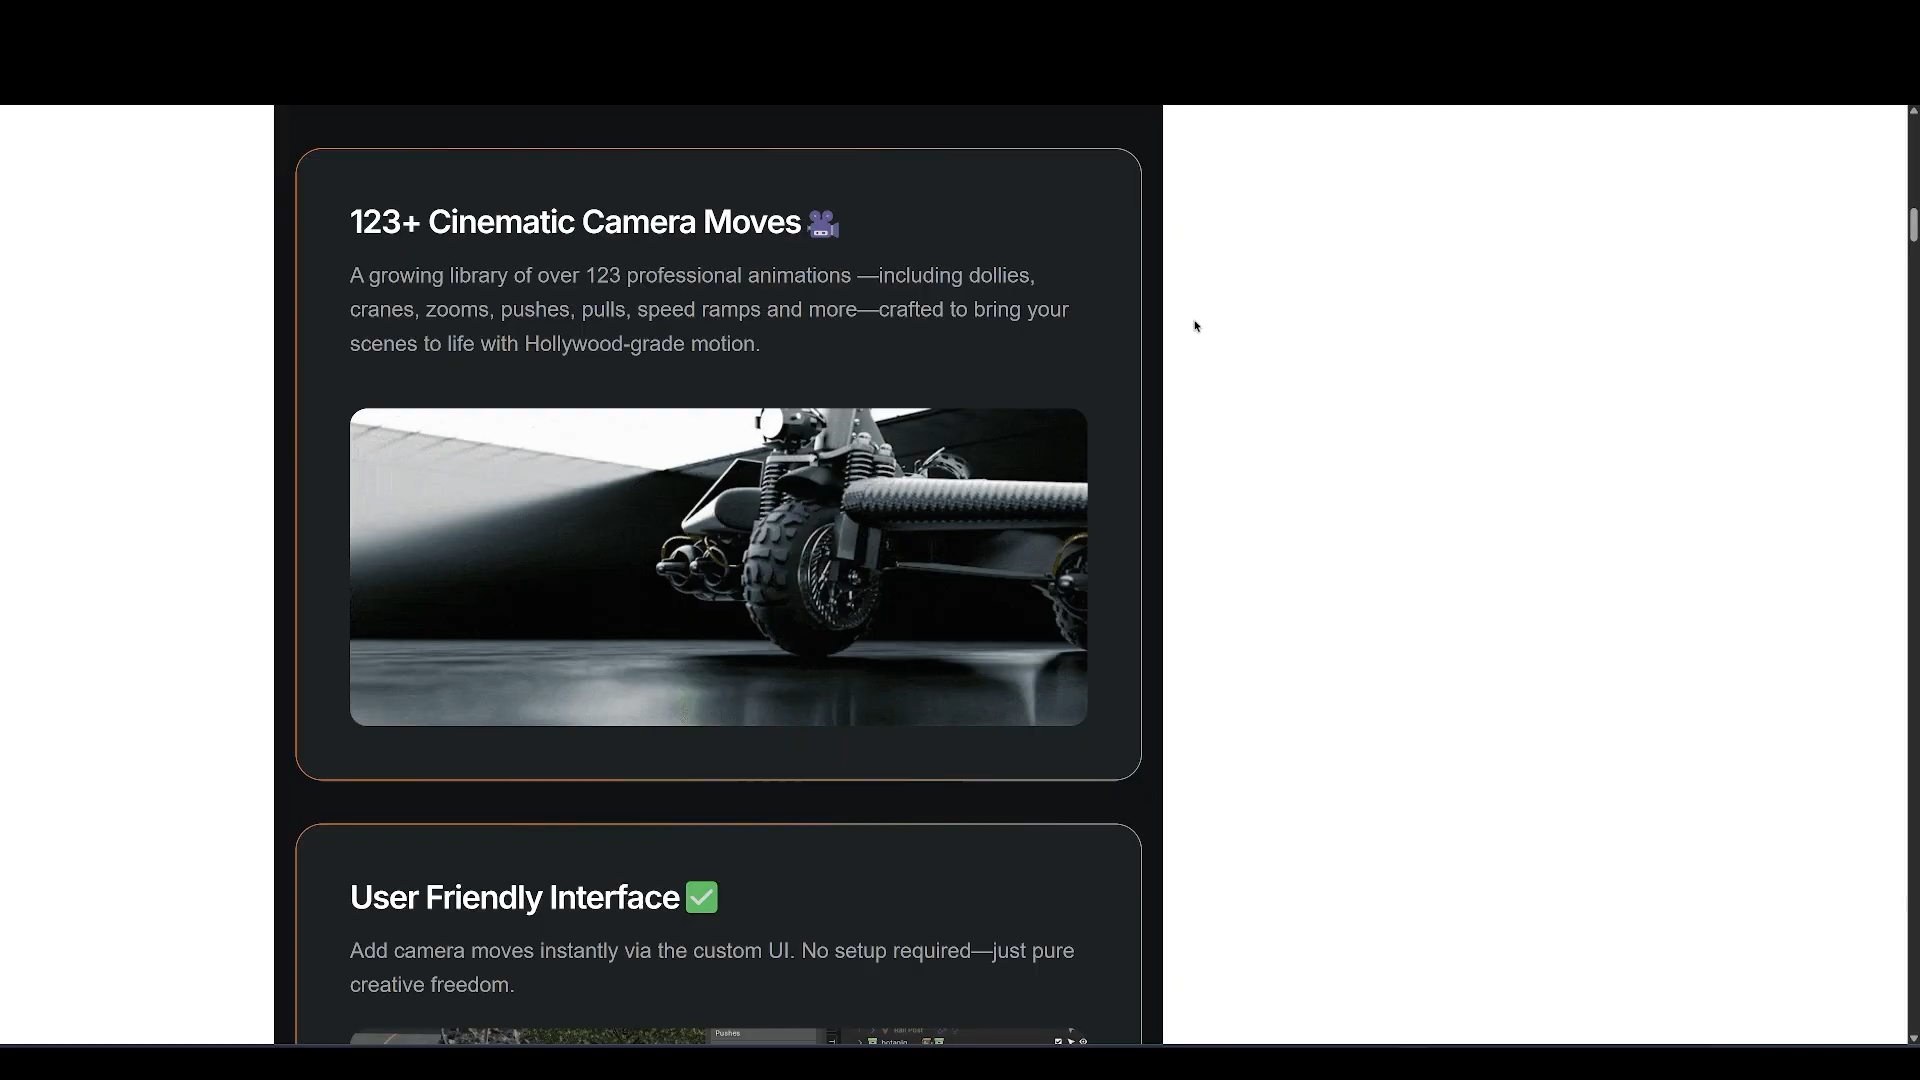 123+ Cinematic Camera Moves
A growing library of over 123 professional animations —including dollies,
cranes, zooms, pushes, pulls, speed ramps and more—crafted to bring your
scenes to life with Hollywood-grade motion.
User Friendly Interface
Add camera moves instantly via the custom UI. No setup required—just pure
creative freedom.
Pushes